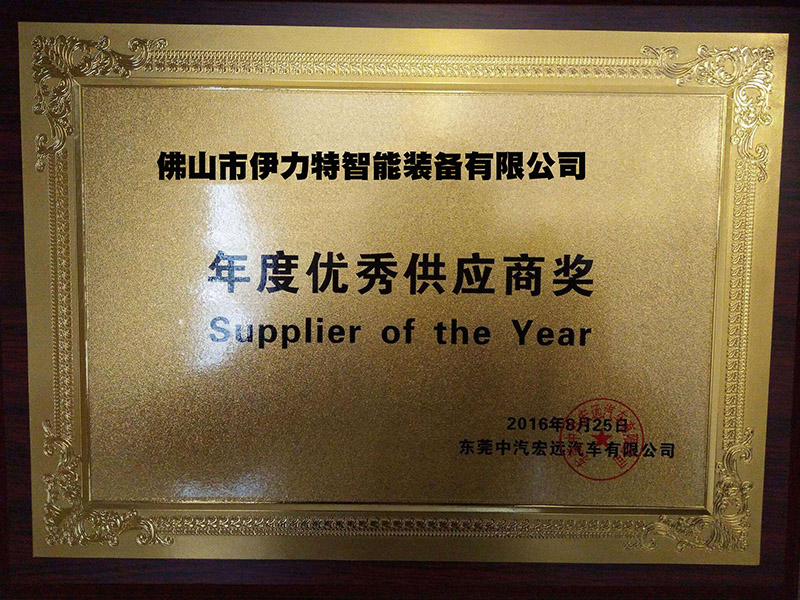 佛山市伊力特智能装备有限公司
年度优秀供应商奖
Supplier of the Year
2016年8月25日
东莞中汽宏远汽车有限公司